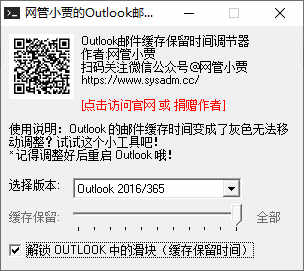 网管小贾的Outlook邮...
Outlook邮件缓存保留时间调节器
作者:网管小贾
扫码关注微信公众号@网管小贾
https://www.sysadm.cc/
[点击访问官网 或 捐赠作者]
使用说明：Outlook 的邮件缓存时间变成了灰色无法移
动调整？试试这个小工具吧！
*记得调整好后重启 Outlook 哦！
选择版本:
Outlook 2016/365
缓存保留:
全部
解锁 OUTLOOK 中的滑块（缓存保留时间）